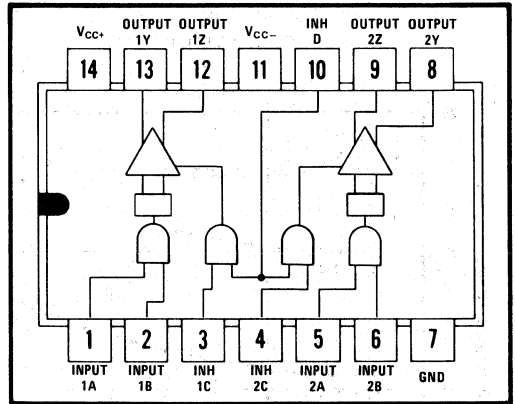 VCC+ OUTPUT 1Y OUTPUT 1Z VCC− INH D OUTPUT 2Z OUTPUT 2Y
14 13 12 11 10 9 8
1 2 3 4 5 6 7
INPUT 1A INPUT 1B INH 1C INH 2C INPUT 2A INPUT 2B GND